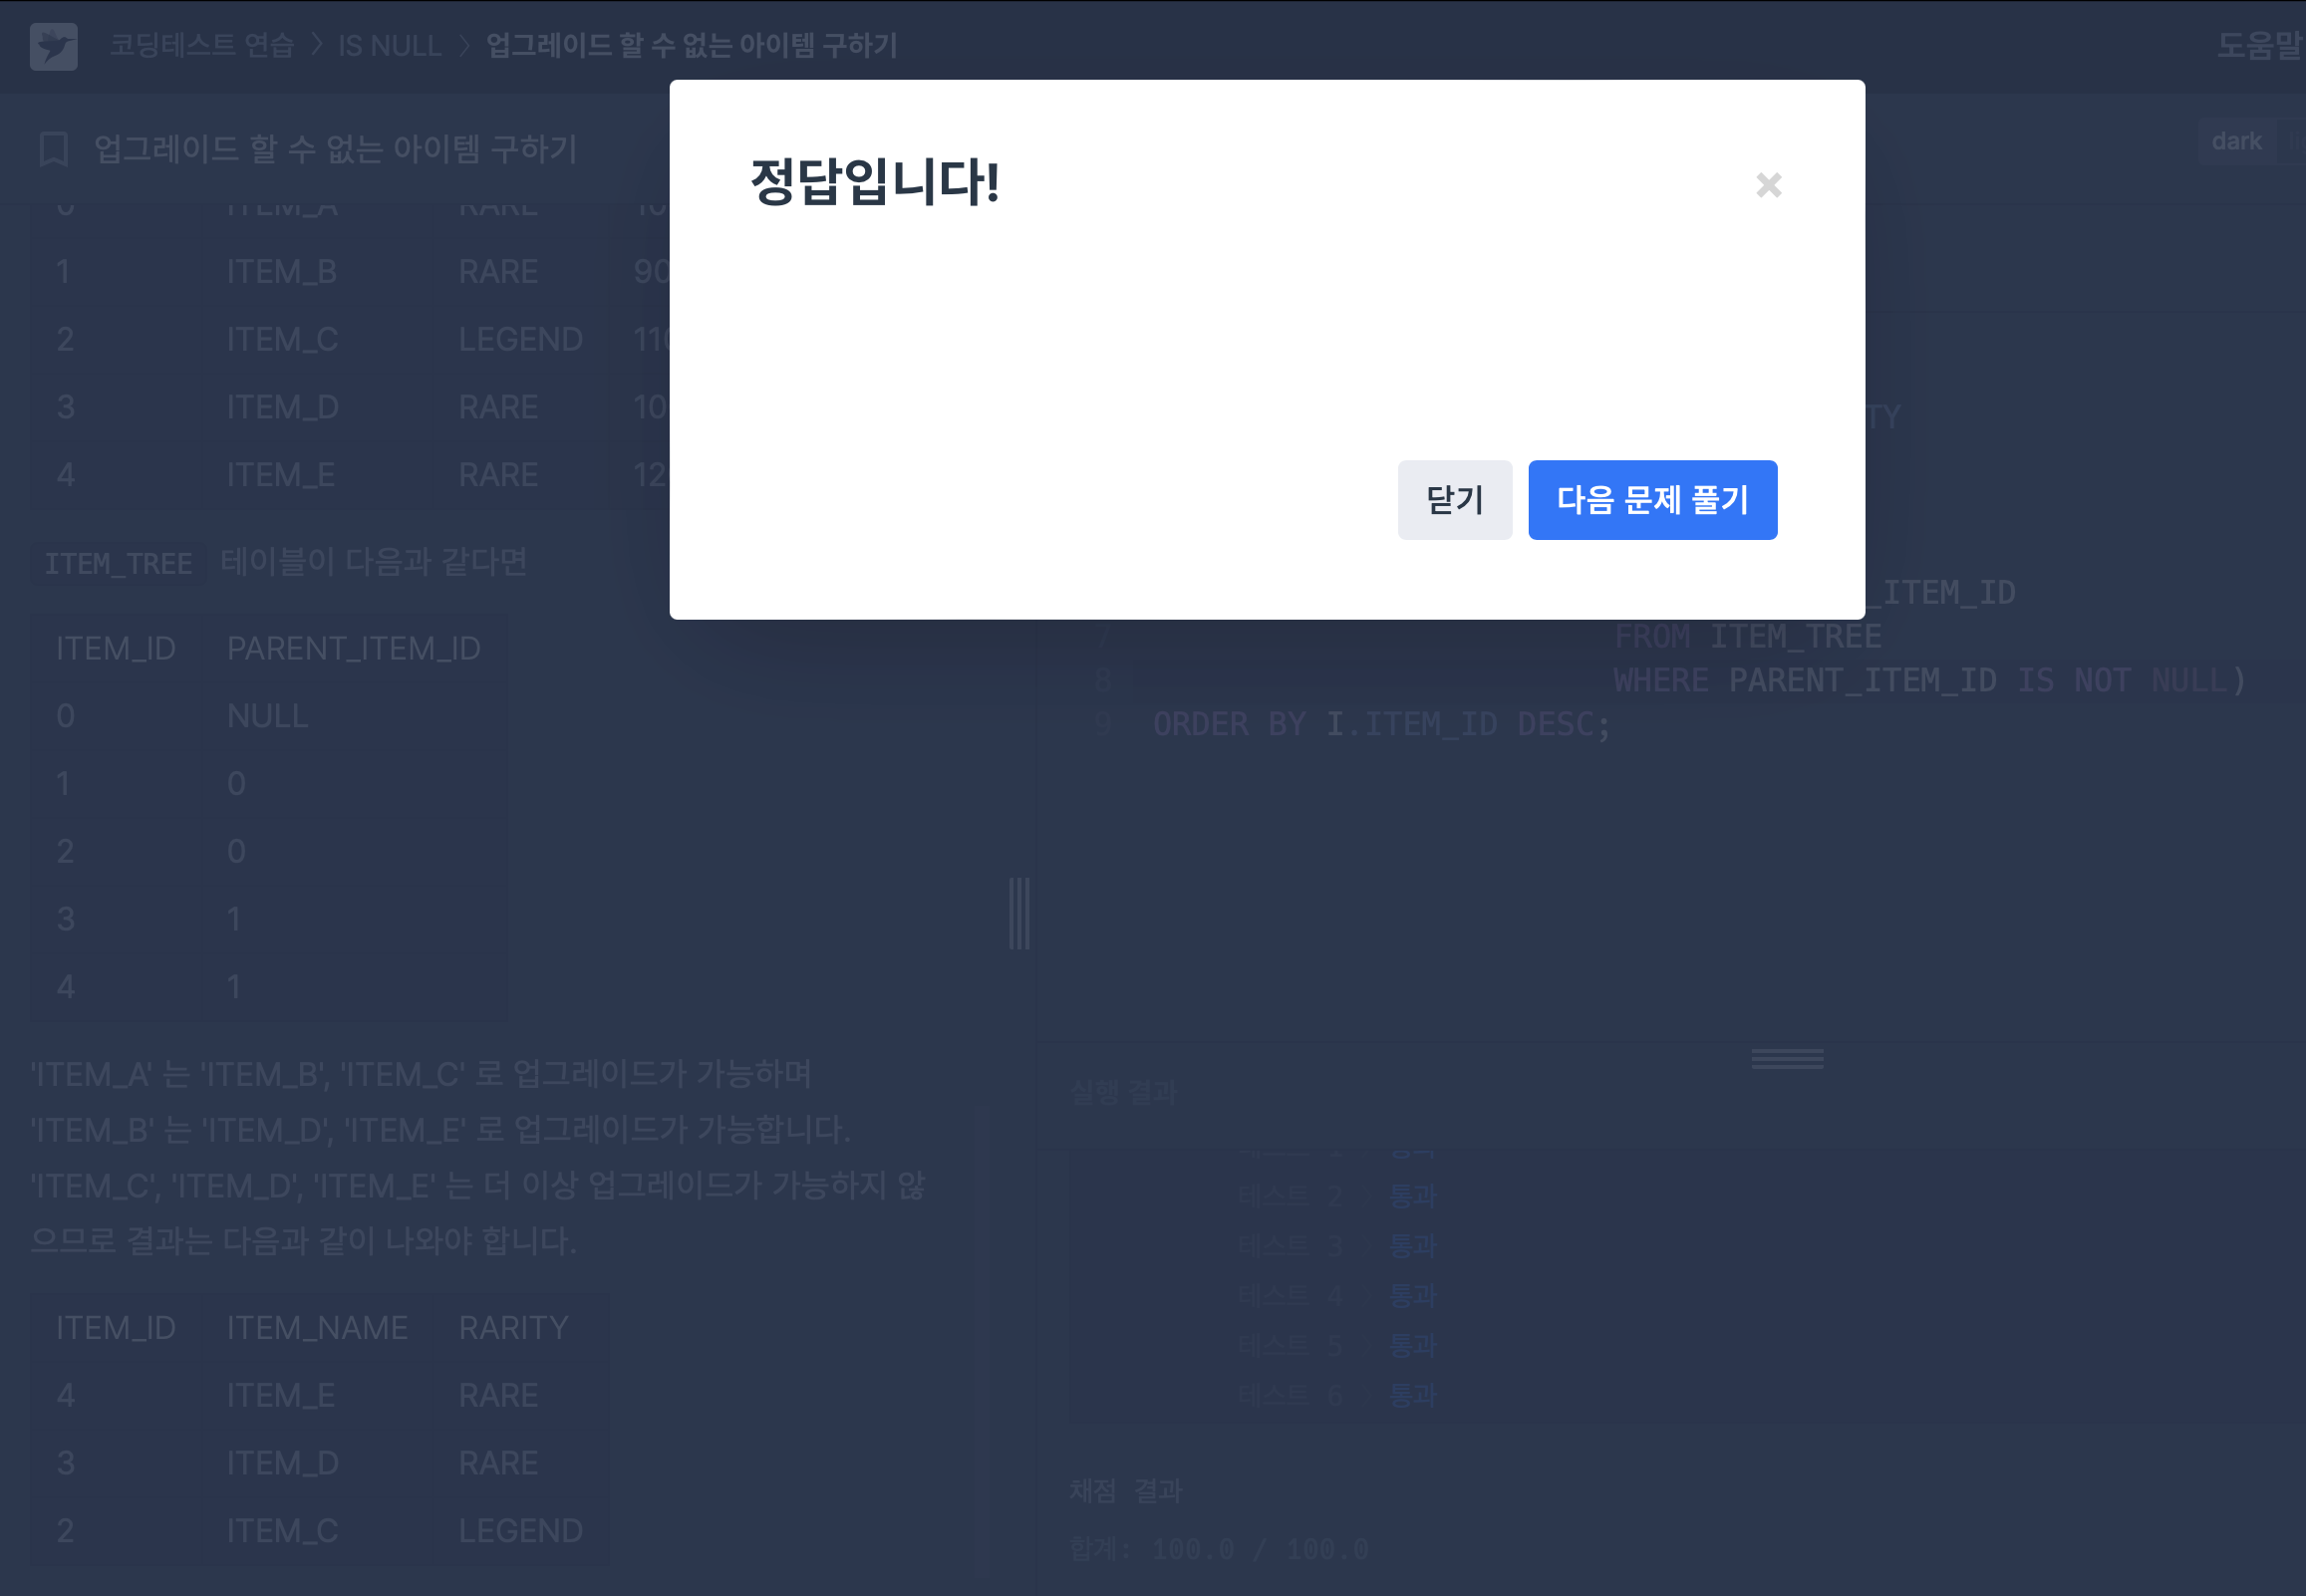 코딩테스트 연습 > IS NULL > 업그레이드 할 수 없는 아이템 구하기
도움말
업그레이드 할 수 없는 아이템 구하기
dark
정답입니다!
×
닫기
다음 문제 풀기
0 ITEM_A RARE 10
1 ITEM_B RARE 90
2 ITEM_C LEGEND 110
3 ITEM_D RARE 10
4 ITEM_E RARE 12
ITEM_TREE 테이블이 다음과 같다면
ITEM_ID PARENT_ITEM_ID
0 NULL
1 0
2 0
3 1
4 1
'ITEM_A' 는 'ITEM_B', 'ITEM_C' 로 업그레이드가 가능하며
'ITEM_B' 는 'ITEM_D', 'ITEM_E' 로 업그레이드가 가능합니다.
'ITEM_C', 'ITEM_D', 'ITEM_E' 는 더 이상 업그레이드가 가능하지 않
으므로 결과는 다음과 같이 나와야 합니다.
ITEM_ID ITEM_NAME RARITY
4 ITEM_E RARE
3 ITEM_D RARE
2 ITEM_C LEGEND
TY
_ITEM_ID
7 FROM ITEM_TREE
8 WHERE PARENT_ITEM_ID IS NOT NULL)
9 ORDER BY I.ITEM_ID DESC;
실행 결과
테스트 1 통과
테스트 2 통과
테스트 3 통과
테스트 4 통과
테스트 5 통과
테스트 6 통과
채점 결과
합계: 100.0 / 100.0